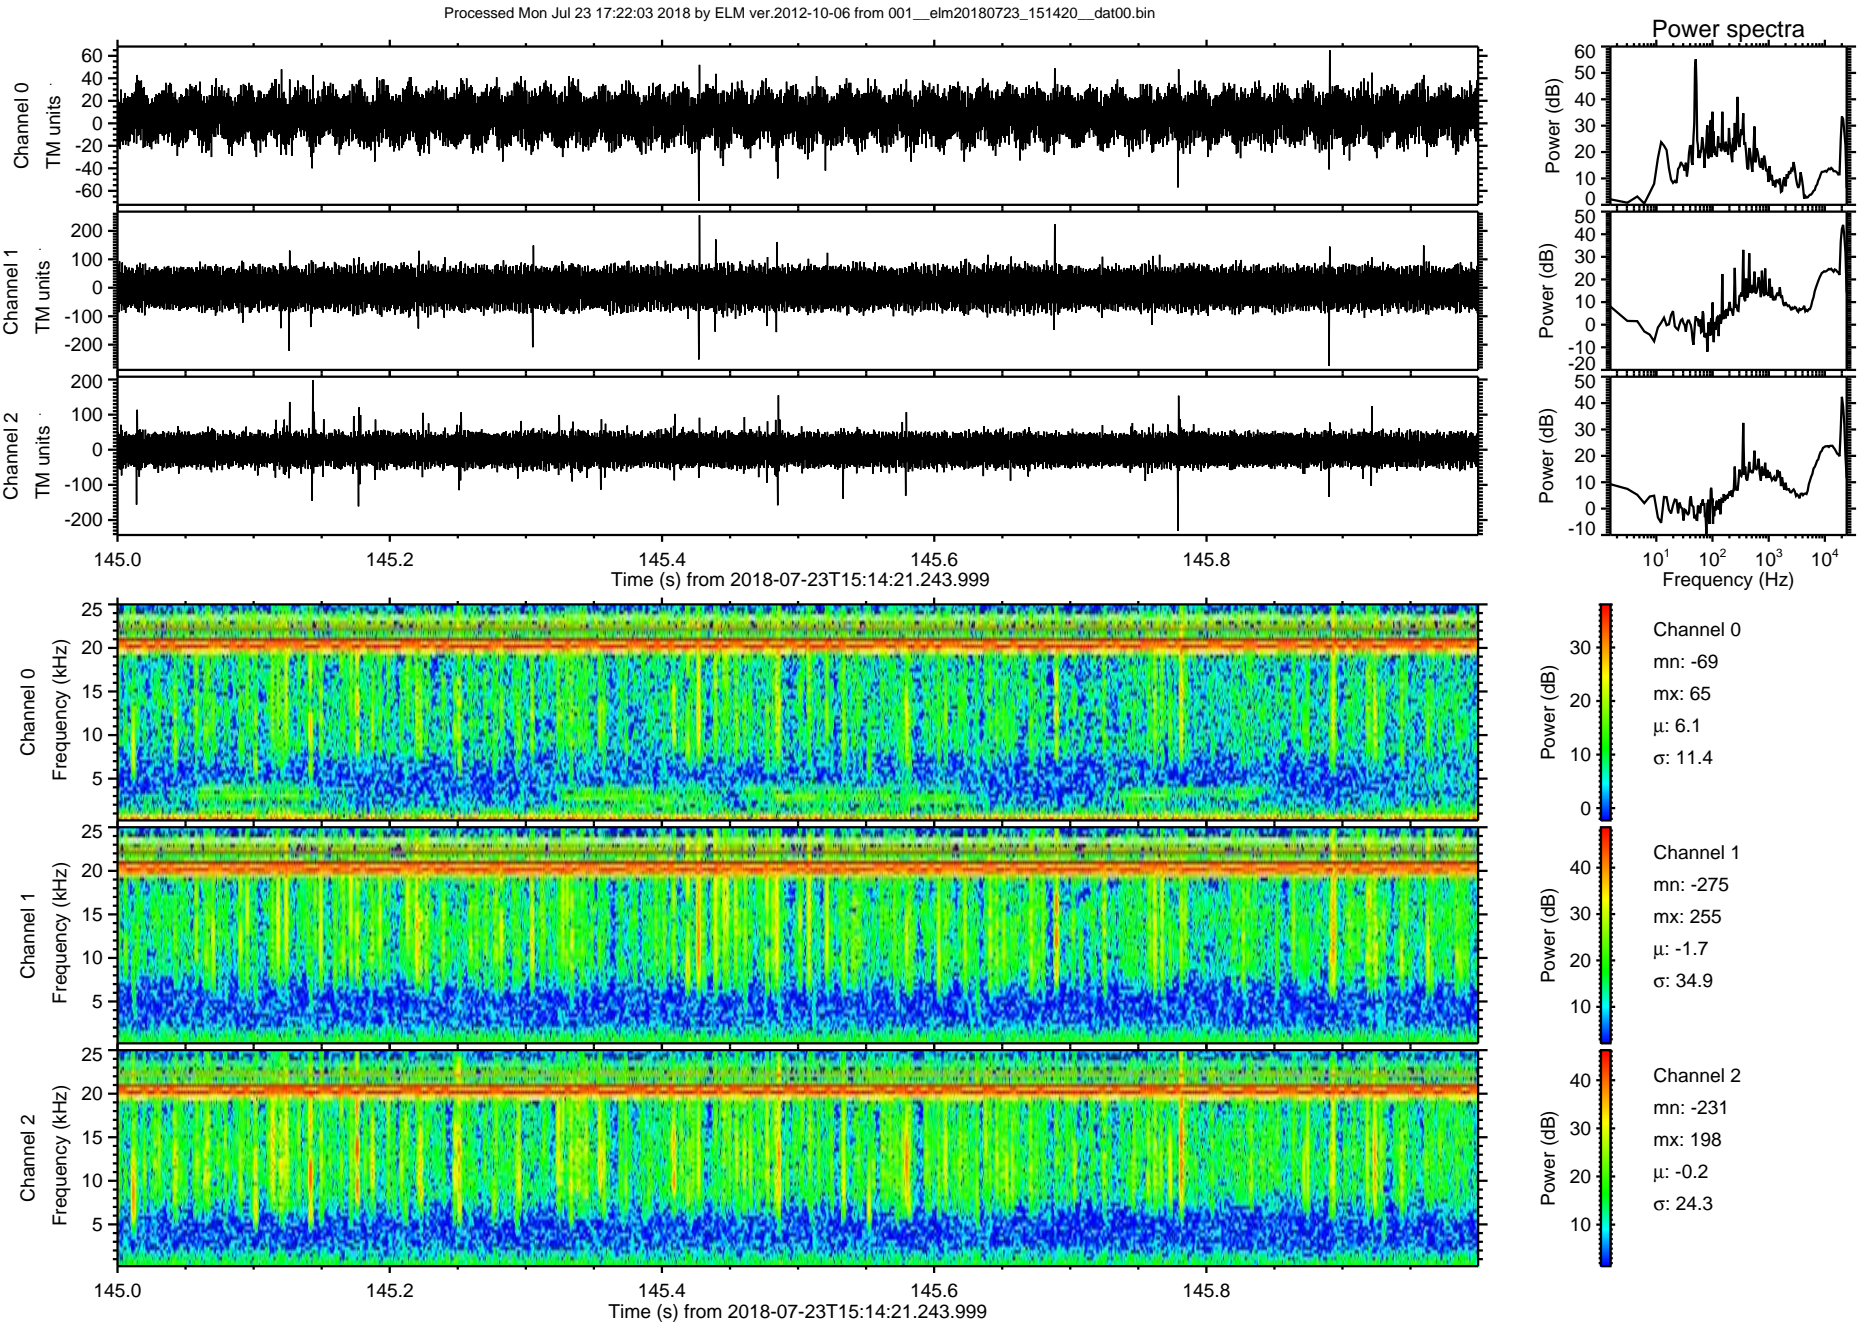 Processed Mon Jul 23 17:22:03 2018 by ELM ver.2012-10-06 from 001__elm20180723_151420__dat00.bin
Power spectra
Channel 0
TM units
60
40
20
0
-20
-40
-60
Power (dB)
60
50
40
30
20
10
0
Channel 1
TM units
200
100
0
-100
-200
Power (dB)
50
40
30
20
10
0
-10
-20
Channel 2
TM units
200
100
0
-100
-200
Power (dB)
50
40
30
20
10
0
-10
145.0 145.2 145.4 145.6 145.8
Time (s) from 2018-07-23T15:14:21.243.999
10^1 10^2 10^3 10^4
Frequency (Hz)
Channel 0
Frequency (kHz)
25
20
15
10
5
Power (dB)
30
20
10
0
Channel 0
mn: -69
mx: 65
μ: 6.1
σ: 11.4
Channel 1
Frequency (kHz)
25
20
15
10
5
Power (dB)
40
30
20
10
Channel 1
mn: -275
mx: 255
μ: -1.7
σ: 34.9
Channel 2
Frequency (kHz)
25
20
15
10
5
Power (dB)
40
30
20
10
Channel 2
mn: -231
mx: 198
μ: -0.2
σ: 24.3
145.0 145.2 145.4 145.6 145.8
Time (s) from 2018-07-23T15:14:21.243.999